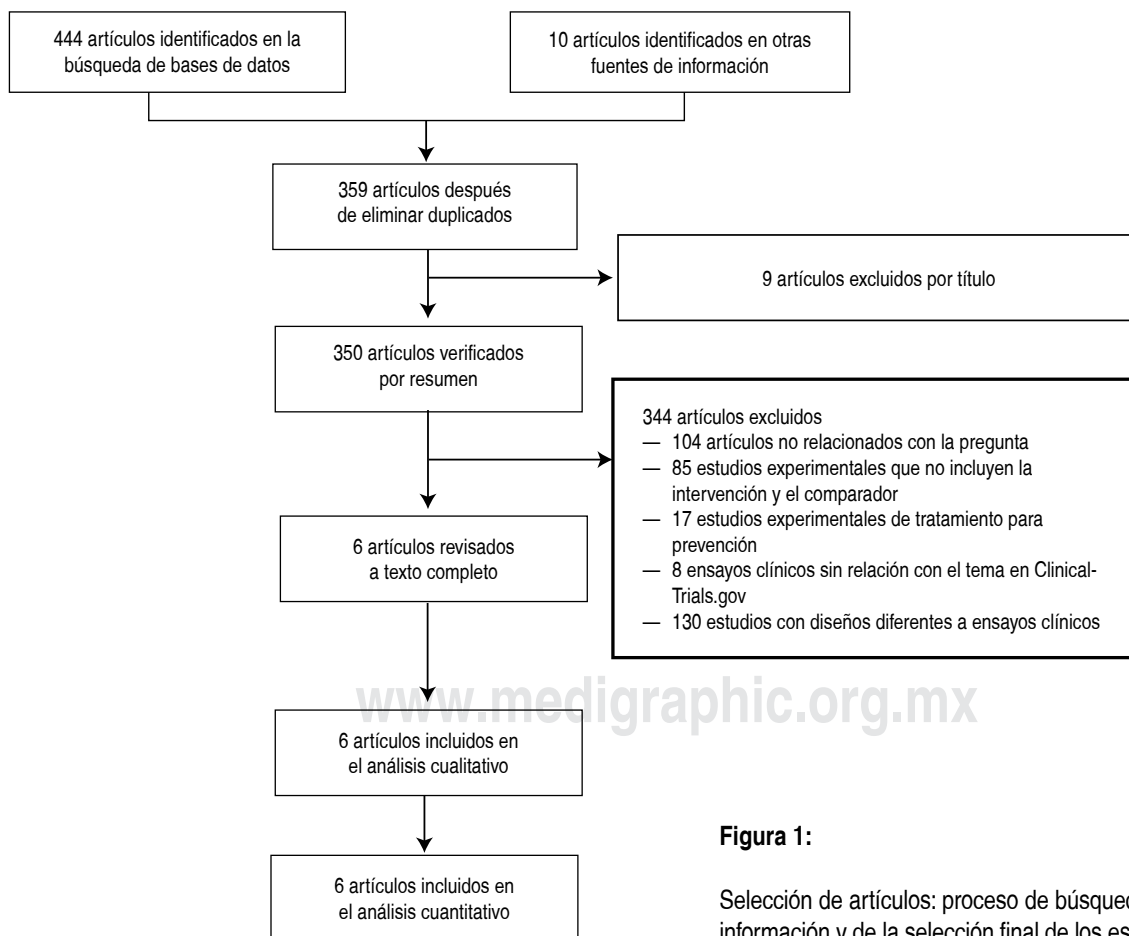 444 artículos identificados en la
búsqueda de bases de datos
10 artículos identificados en otras
fuentes de información
359 artículos después
de eliminar duplicados
9 artículos excluidos por título
350 artículos verificados
por resumen
344 artículos excluidos
— 104 artículos no relacionados con la pregunta
— 85 estudios experimentales que no incluyen la
intervención y el comparador
— 17 estudios experimentales de tratamiento para
prevención
— 8 ensayos clínicos sin relación con el tema en Clinical-
Trials.gov
— 130 estudios con diseños diferentes a ensayos clínicos
6 artículos revisados
a texto completo
www.medigraphic.org.mx
6 artículos incluidos en
el análisis cualitativo
6 artículos incluidos en
el análisis cuantitativo
Figura 1:
Selección de artículos: proceso de búsqued
información y de la selección final de los es